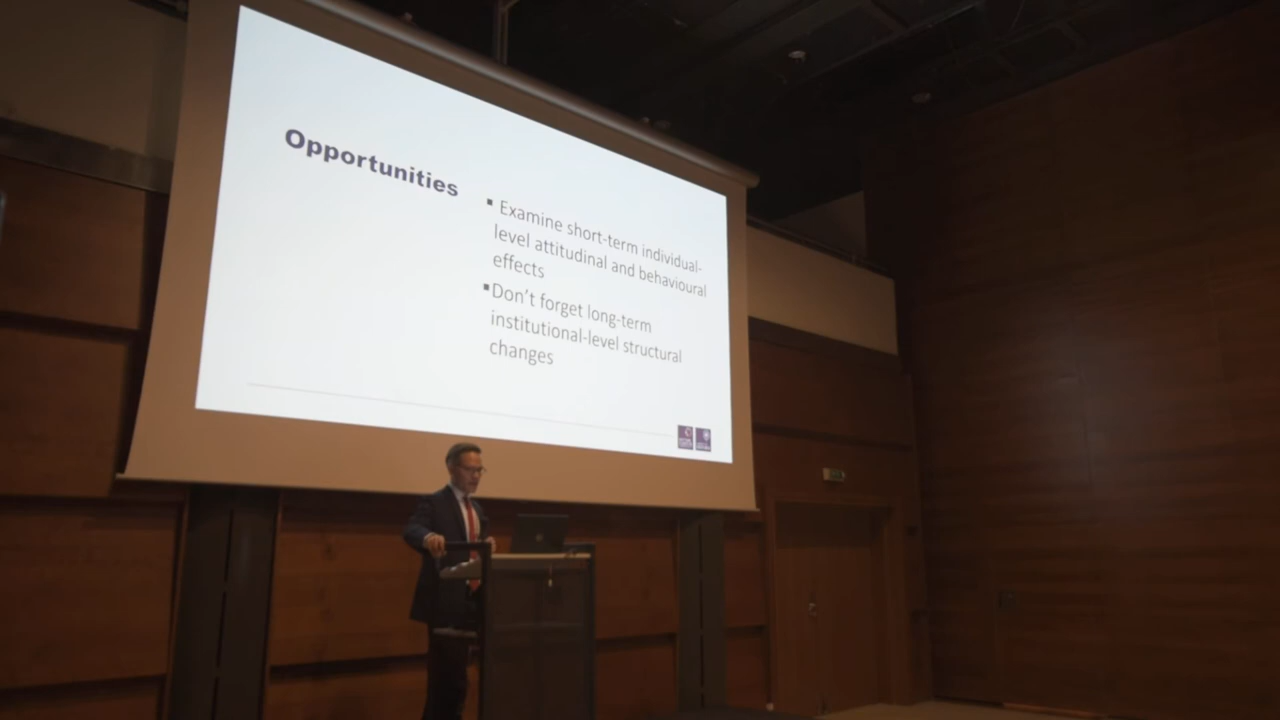 Opportunities
▪ Examine short-term individual-
level attitudinal and behavioural
effects
▪Don't forget long-term
institutional-level structural
changes